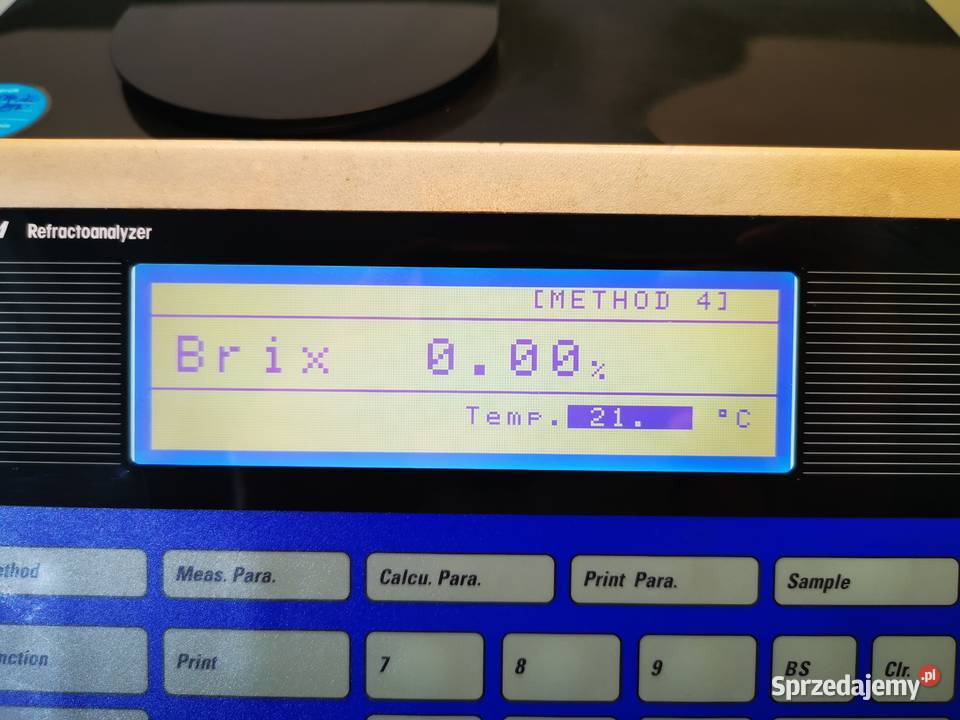 Refractoanalyzer
[METHOD 4]
Brix 0.00%
Temp. 21. °C
Meas. Para.
Calcu. Para.
Print Para.
Sample
Print
7
8
9
BS
Clr.
Sprzedajemy.pl